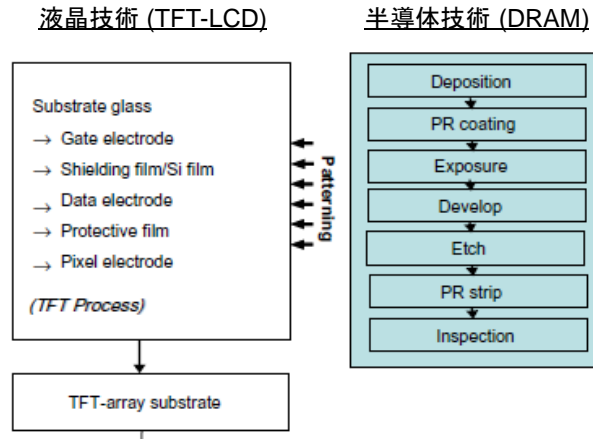 液晶技術 (TFT-LCD)
Substrate glass
→ Gate electrode
→ Shielding film/Si film
→ Data electrode
→ Protective film
→ Pixel electrode
(TFT Process)
TFT-array substrate
Patterning
半導体技術 (DRAM)
Deposition
PR coating
Exposure
Develop
Etch
PR strip
Inspection